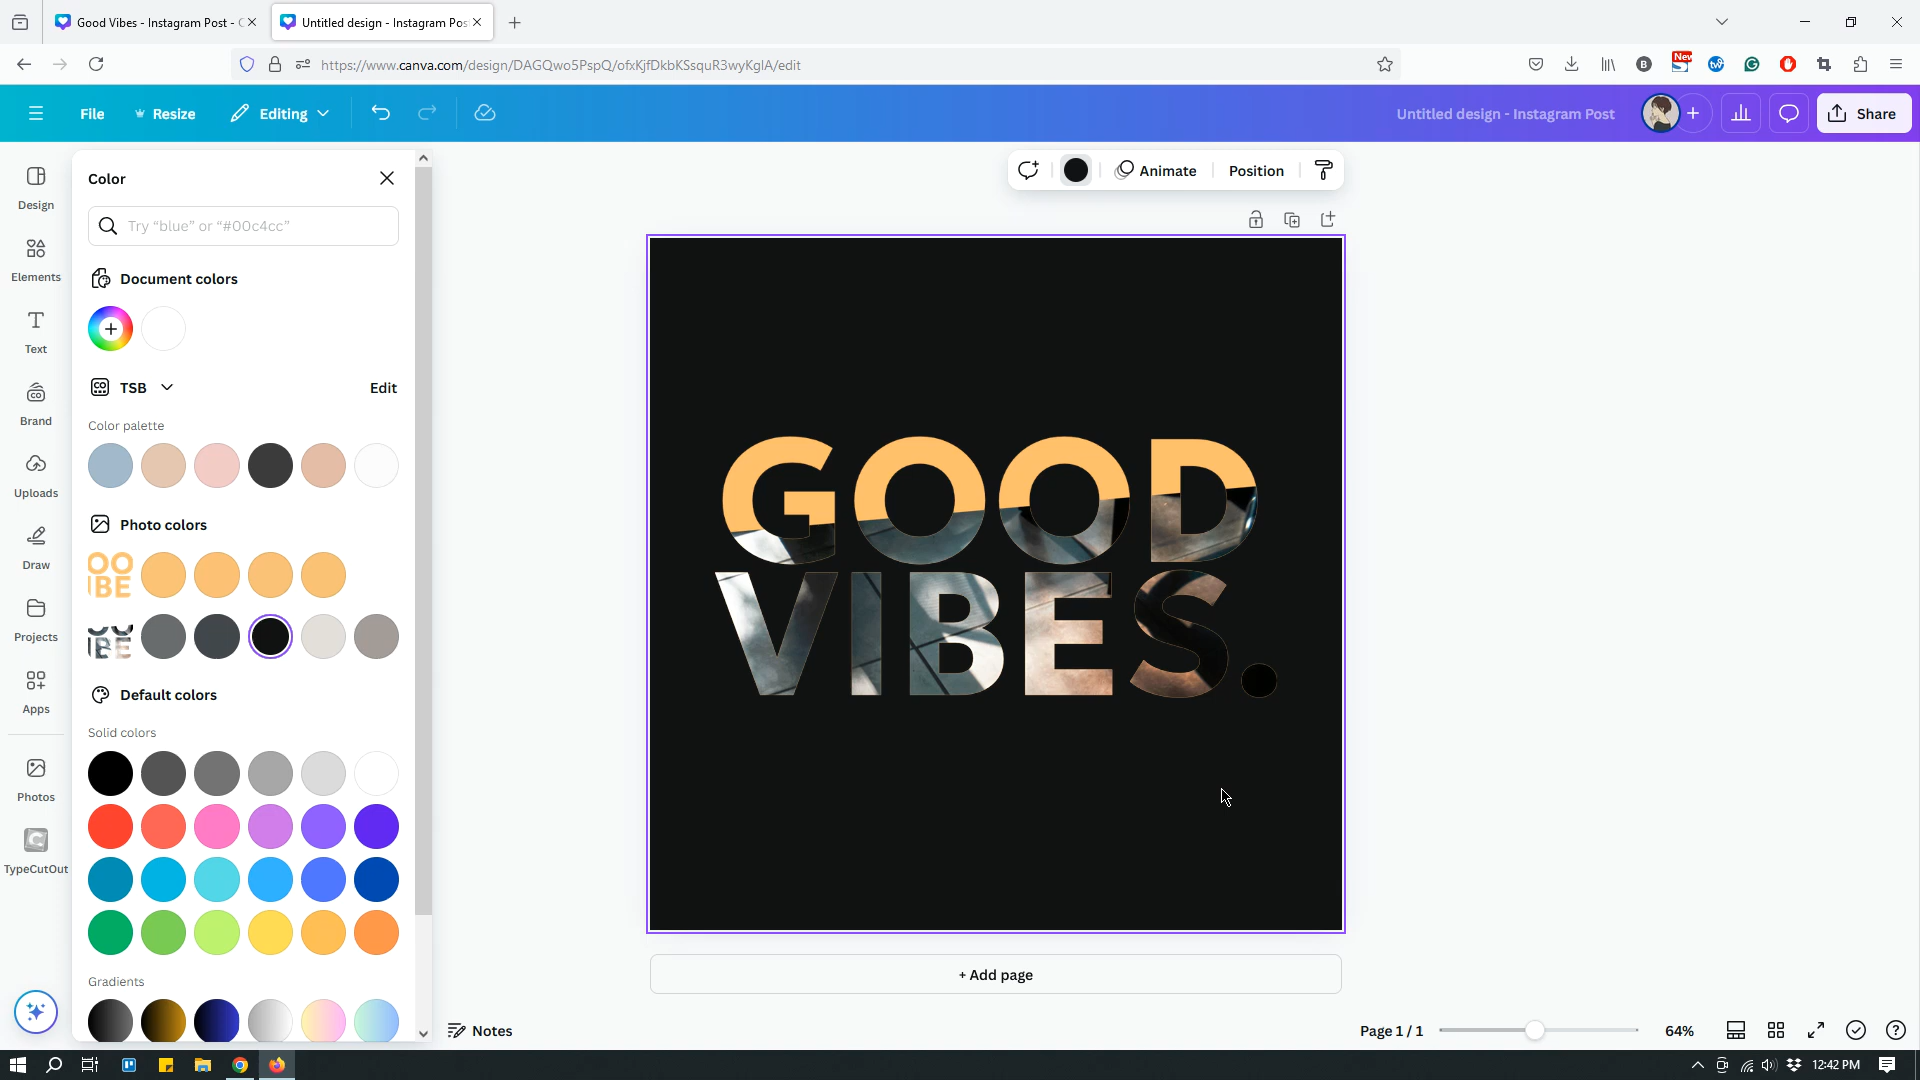 Good Vibes - Instagram Post - C
Untitled design - Instagram Pos
https://www.canva.com/design/DAGQwo5PspQ/ofxKjfDkbKSsquR3wyKglA/edit
New
File
Resize
Editing
Untitled design - Instagram Post
Share
Design
Elements
Text
Brand
Uploads
Draw
Projects
Apps
Photos
TypeCutOut
Color
Try “blue” or “#00c4cc”
Document colors
TSB
Edit
Color palette
Photo colors
Default colors
Solid colors
Gradients
Animate
Position
GOOD
VIBES.
+ Add page
Notes
Page 1 / 1
64%
12:42 PM